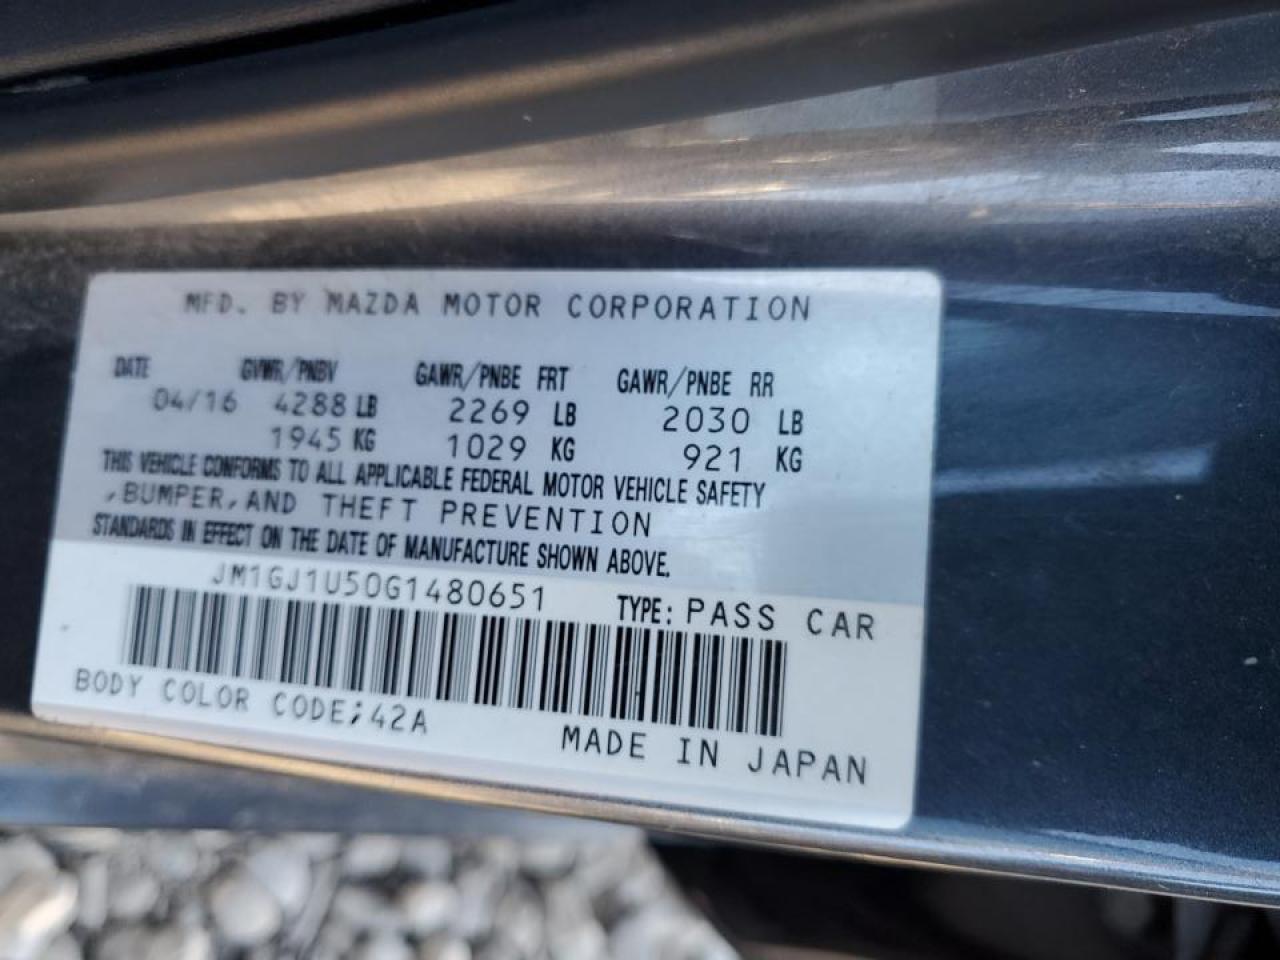 MFD. BY MAZDA MOTOR CORPORATION
DATE GVWR/PNBV GAWR/PNBE FRT GAWR/PNBE RR
04/16 4288 LB 2269 LB 2030 LB
1945 KG 1029 KG 921 KG
THIS VEHICLE CONFORMS TO ALL APPLICABLE FEDERAL MOTOR VEHICLE SAFETY
,BUMPER,AND THEFT PREVENTION
STANDARDS IN EFFECT ON THE DATE OF MANUFACTURE SHOWN ABOVE.
JM1GJ1U50G1480651 TYPE: PASS CAR
BODY COLOR CODE;42A
MADE IN JAPAN